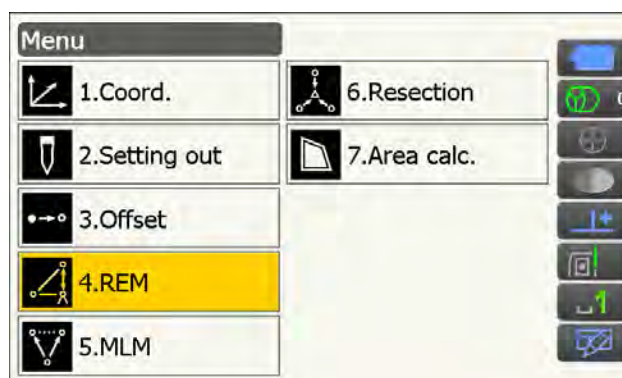 Menu
1.Coord.
2.Setting out
3.Offset
4.REM
5.MLM
6.Resection
7.Area calc.